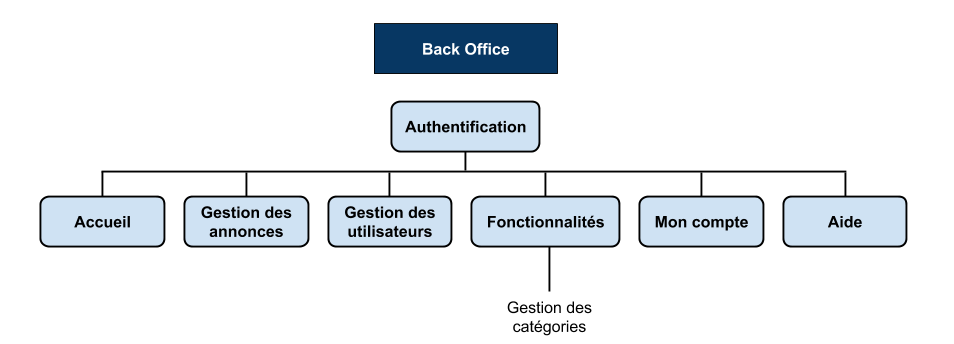 Back Office
Authentification
Accueil
Gestion des
annonces
Gestion des
utilisateurs
Fonctionnalités
Mon compte
Aide
Gestion des
catégories